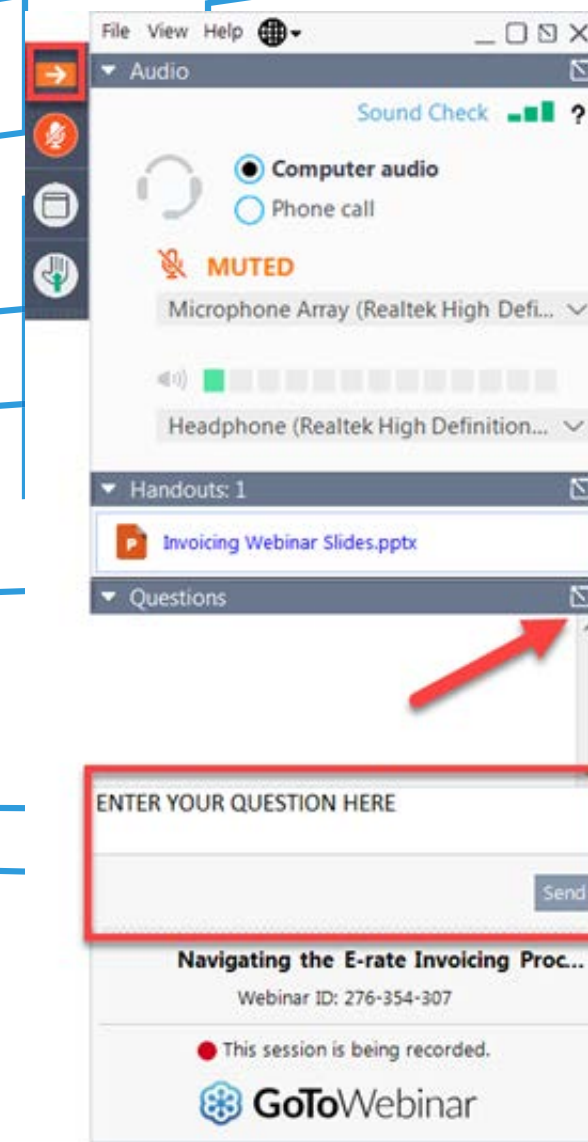 File View Help
Audio
Sound Check ?
Computer audio
Phone call
MUTED
Microphone Array (Realtek High Defi...
Headphone (Realtek High Definition...
Handouts: 1
P Invoicing Webinar Slides.pptx
Questions
ENTER YOUR QUESTION HERE
Send
Navigating the E-rate Invoicing Proc...
Webinar ID: 276-354-307
This session is being recorded.
GoToWebinar